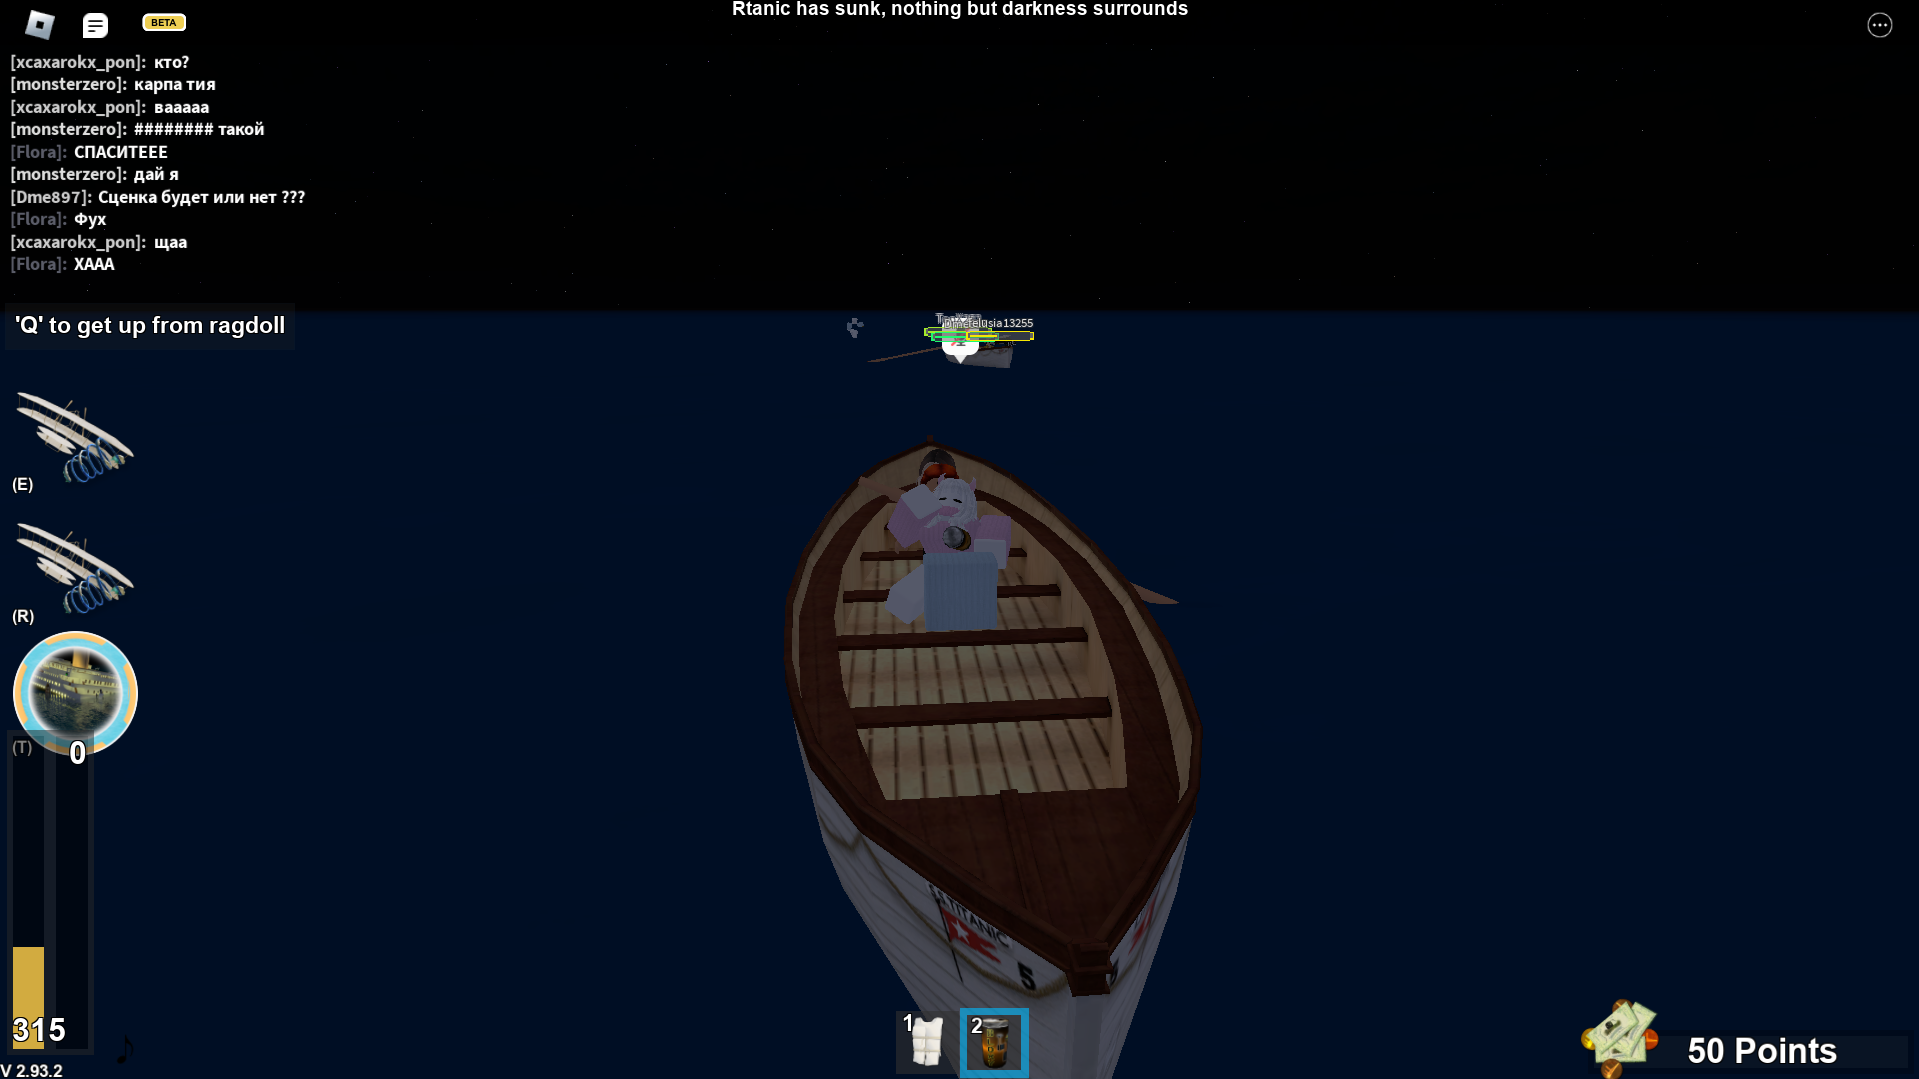 Rtanic has sunk, nothing but darkness surrounds
BETA
[xcaxarokx_pon]: кто?
[monsterzero]: карпа тия
[xcaxarokx_pon]: вааааа
[monsterzero]: ######## такой
[Flora]: СПАСИТЕЕЕ
[monsterzero]: дай я
[Dme897]: Сценка будет или нет ???
[Flora]: Фух
[xcaxarokx_pon]: щаа
[Flora]: ХААА
'Q' to get up from ragdoll
(E)
(R)
(T)
0
315
V 2.93.2
TITANIC
5
1
2
50 Points